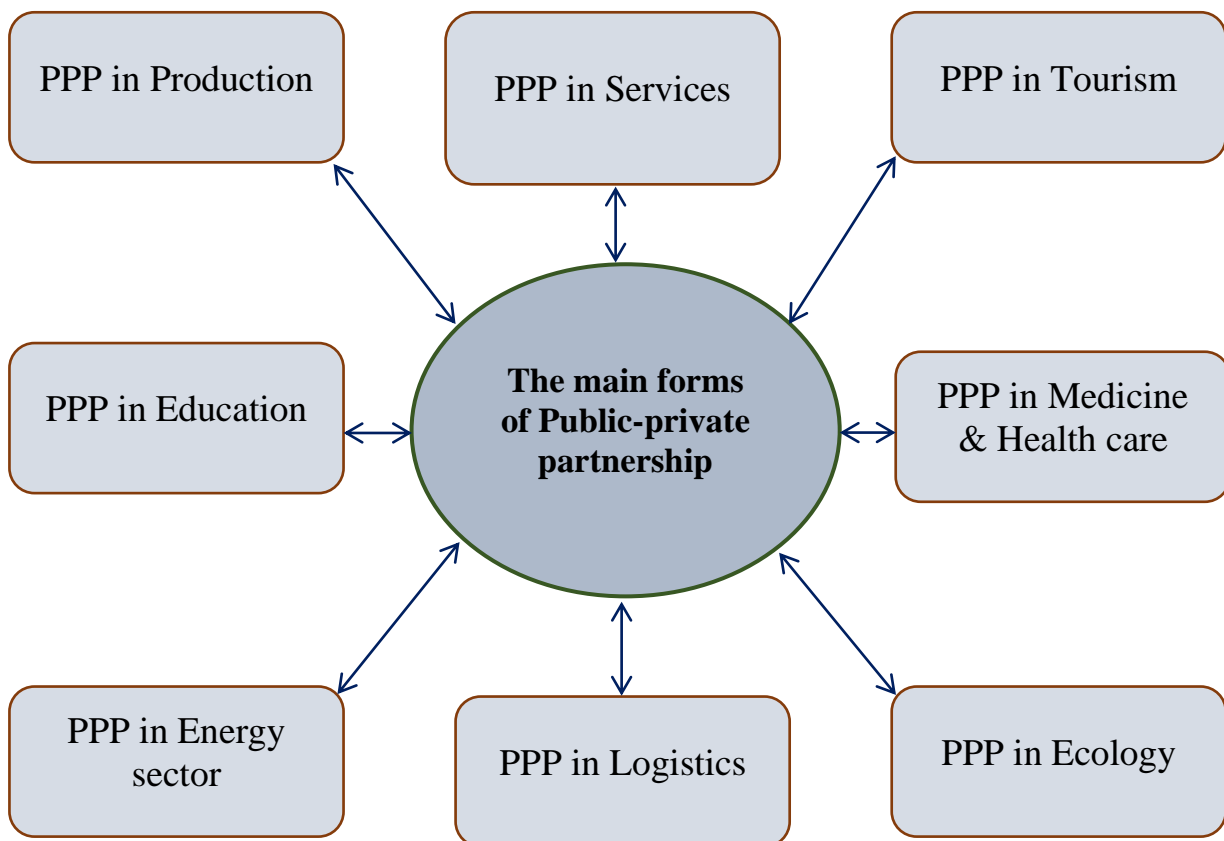 PPP in Production
PPP in Services
PPP in Tourism
The main forms
of Public-private
partnership
PPP in Education
PPP in Medicine
& Health care
PPP in Energy
sector
PPP in Logistics
PPP in Ecology